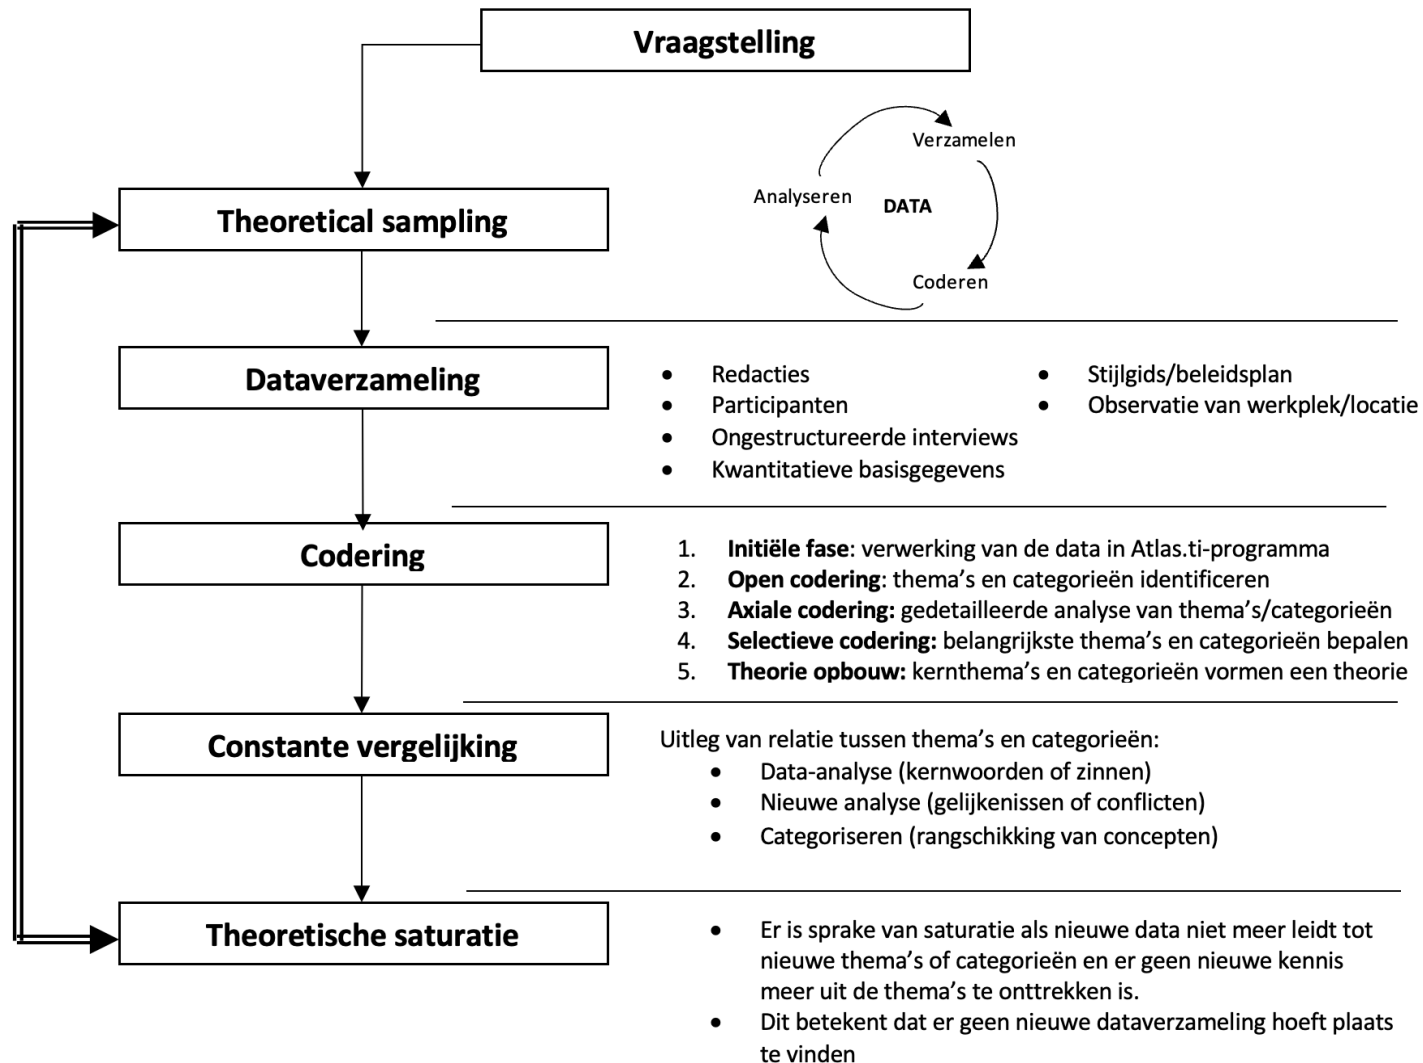 Vraagstelling
Verzamelen
Analyseren
DATA
Coderen
Theoretical sampling
Dataverzameling
• Redacties
• Participanten
• Ongestructureerde interviews
• Kwantitatieve basisgegevens
• Stijlgids/beleidsplan
• Observatie van werkplek/locatie
Codering
1. Initiële fase: verwerking van de data in Atlas.ti-programma
2. Open codering: thema’s en categorieën identificeren
3. Axiale codering: gedetailleerde analyse van thema’s/categorieën
4. Selectieve codering: belangrijkste thema’s en categorieën bepalen
5. Theorie opbouw: kernthema’s en categorieën vormen een theorie
Constante vergelijking
Uitleg van relatie tussen thema’s en categorieën:
• Data-analyse (kernwoorden of zinnen)
• Nieuwe analyse (gelijkenissen of conflicten)
• Categoriseren (rangschikking van concepten)
Theoretische saturatie
• Er is sprake van saturatie als nieuwe data niet meer leidt tot
nieuwe thema’s of categorieën en er geen nieuwe kennis
meer uit de thema’s te onttrekken is.
• Dit betekent dat er geen nieuwe dataverzameling hoeft plaats
te vinden